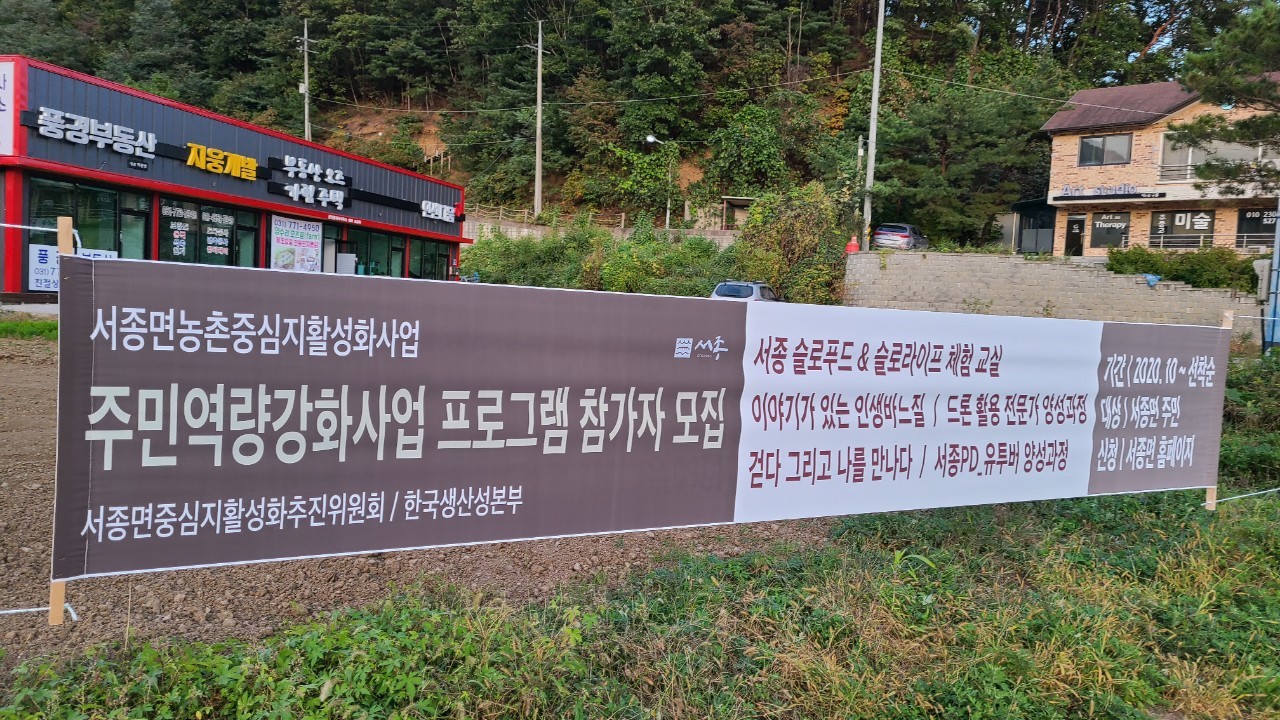 풍경부동산
지웅개발
부동산 오즈
(031) 771-4950
서종면농촌중심지활성화사업
주민역량강화사업 프로그램 참가자 모집
서종면중심지활성화추진위원회 / 한국생산성본부
서종
서종 슬로푸드 & 슬로라이프 체험 교실
이야기가 있는 인생바느질 / 드론 활용 전문가 양성과정
걷다 그리고 나를 만나다 / 서종PD_유투버 양성과정
기간 | 2020. 10 ~ 선착순
대상 | 서종면 주민
신청 | 서종면 홈페이지
Art studio
Art Therapy
미술